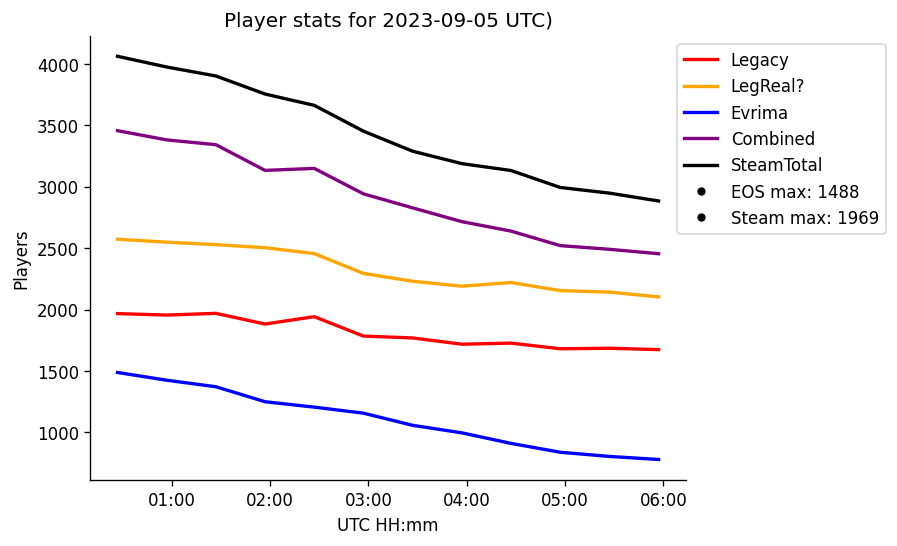 Player stats for 2023-09-05 UTC)
Legacy
LegReal?
Evrima
Combined
SteamTotal
EOS max: 1488
Steam max: 1969
Players
4000
3500
3000
2500
2000
1500
1000
01:00 02:00 03:00 04:00 05:00 06:00
UTC HH:mm